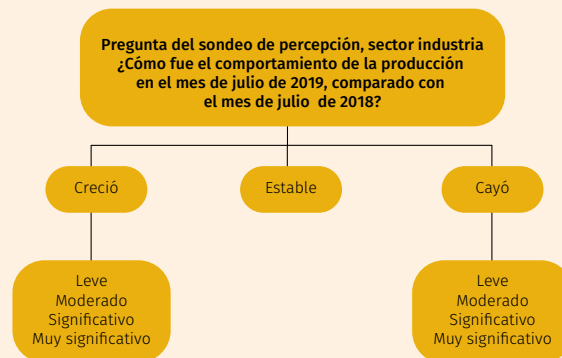 Pregunta del sondeo de percepción, sector industria
¿Cómo fue el comportamiento de la producción
en el mes de julio de 2019, comparado con
el mes de julio de 2018?
Creció
Estable
Cayó
Leve
Moderado
Significativo
Muy significativo
Leve
Moderado
Significativo
Muy significativo